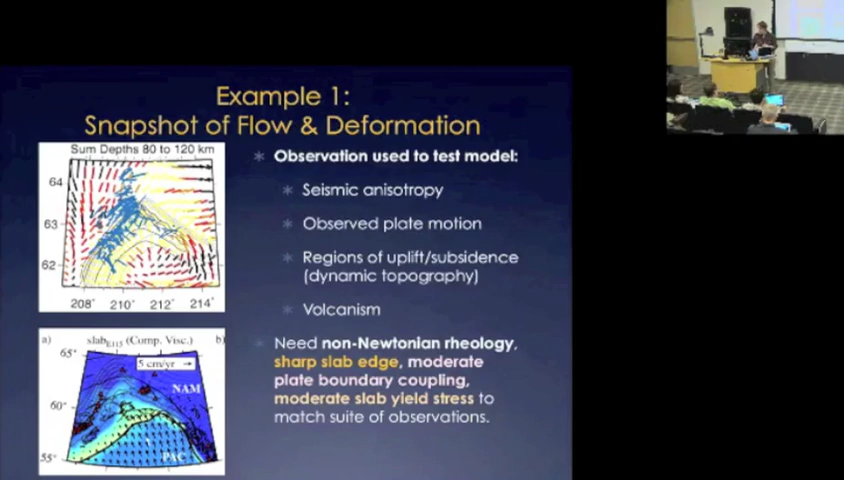 Example 1:
Snapshot of Flow & Deformation
Sum Depths 80 to 120 km
64
63
62
208° 210° 212° 214°
a) slab_E115 (Comp. Visc.) b)
65°
5 cm/yr →
NAM
60°
55°
PAC
* Observation used to test model:
* Seismic anisotropy
* Observed plate motion
* Regions of uplift/subsidence
(dynamic topography)
* Volcanism
* Need non-Newtonian rheology,
sharp slab edge, moderate
plate boundary coupling,
moderate slab yield stress to
match suite of observations.